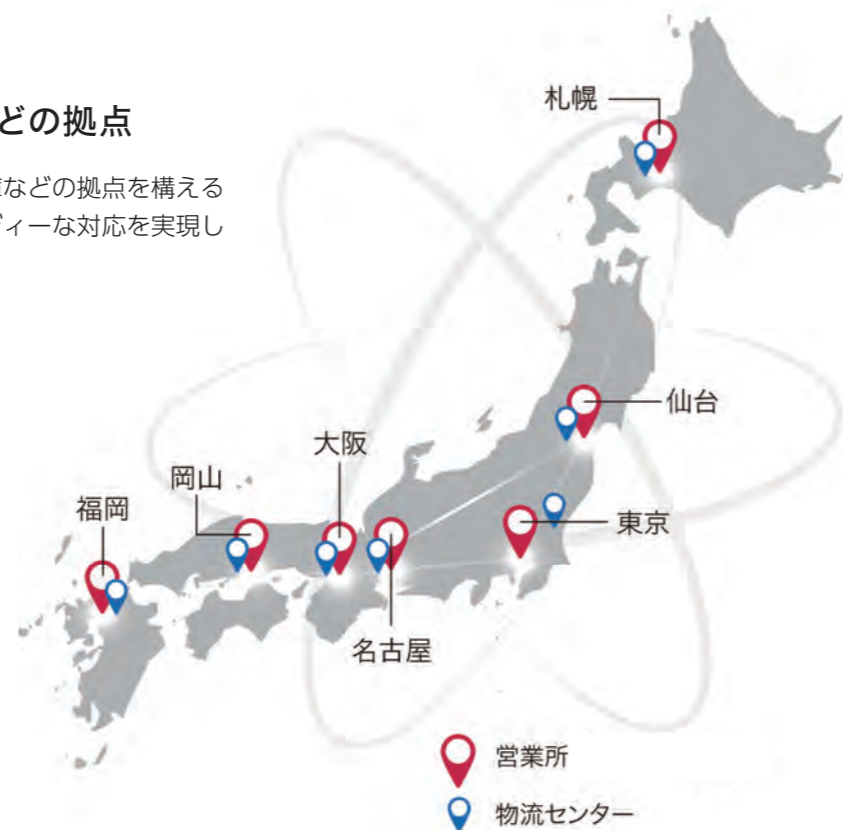 どの拠点
などの拠点を構える
ディーな対応を実現し
札幌
仙台
大阪
岡山
福岡
東京
名古屋
営業所
物流センター